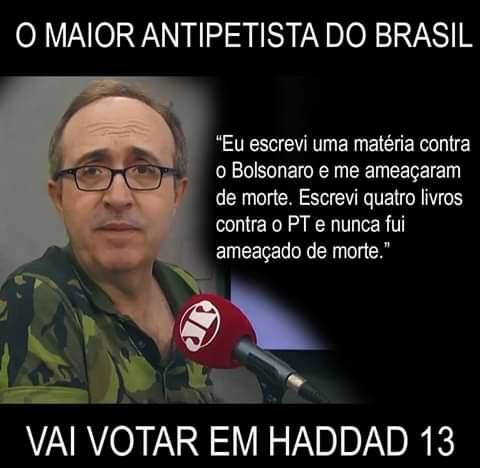 O MAIOR ANTIPETISTA DO BRASIL
“Eu escrevi uma matéria contra
o Bolsonaro e me ameaçaram
de morte. Escrevi quatro livros
contra o PT e nunca fui
ameaçado de morte.”
VAI VOTAR EM HADDAD 13